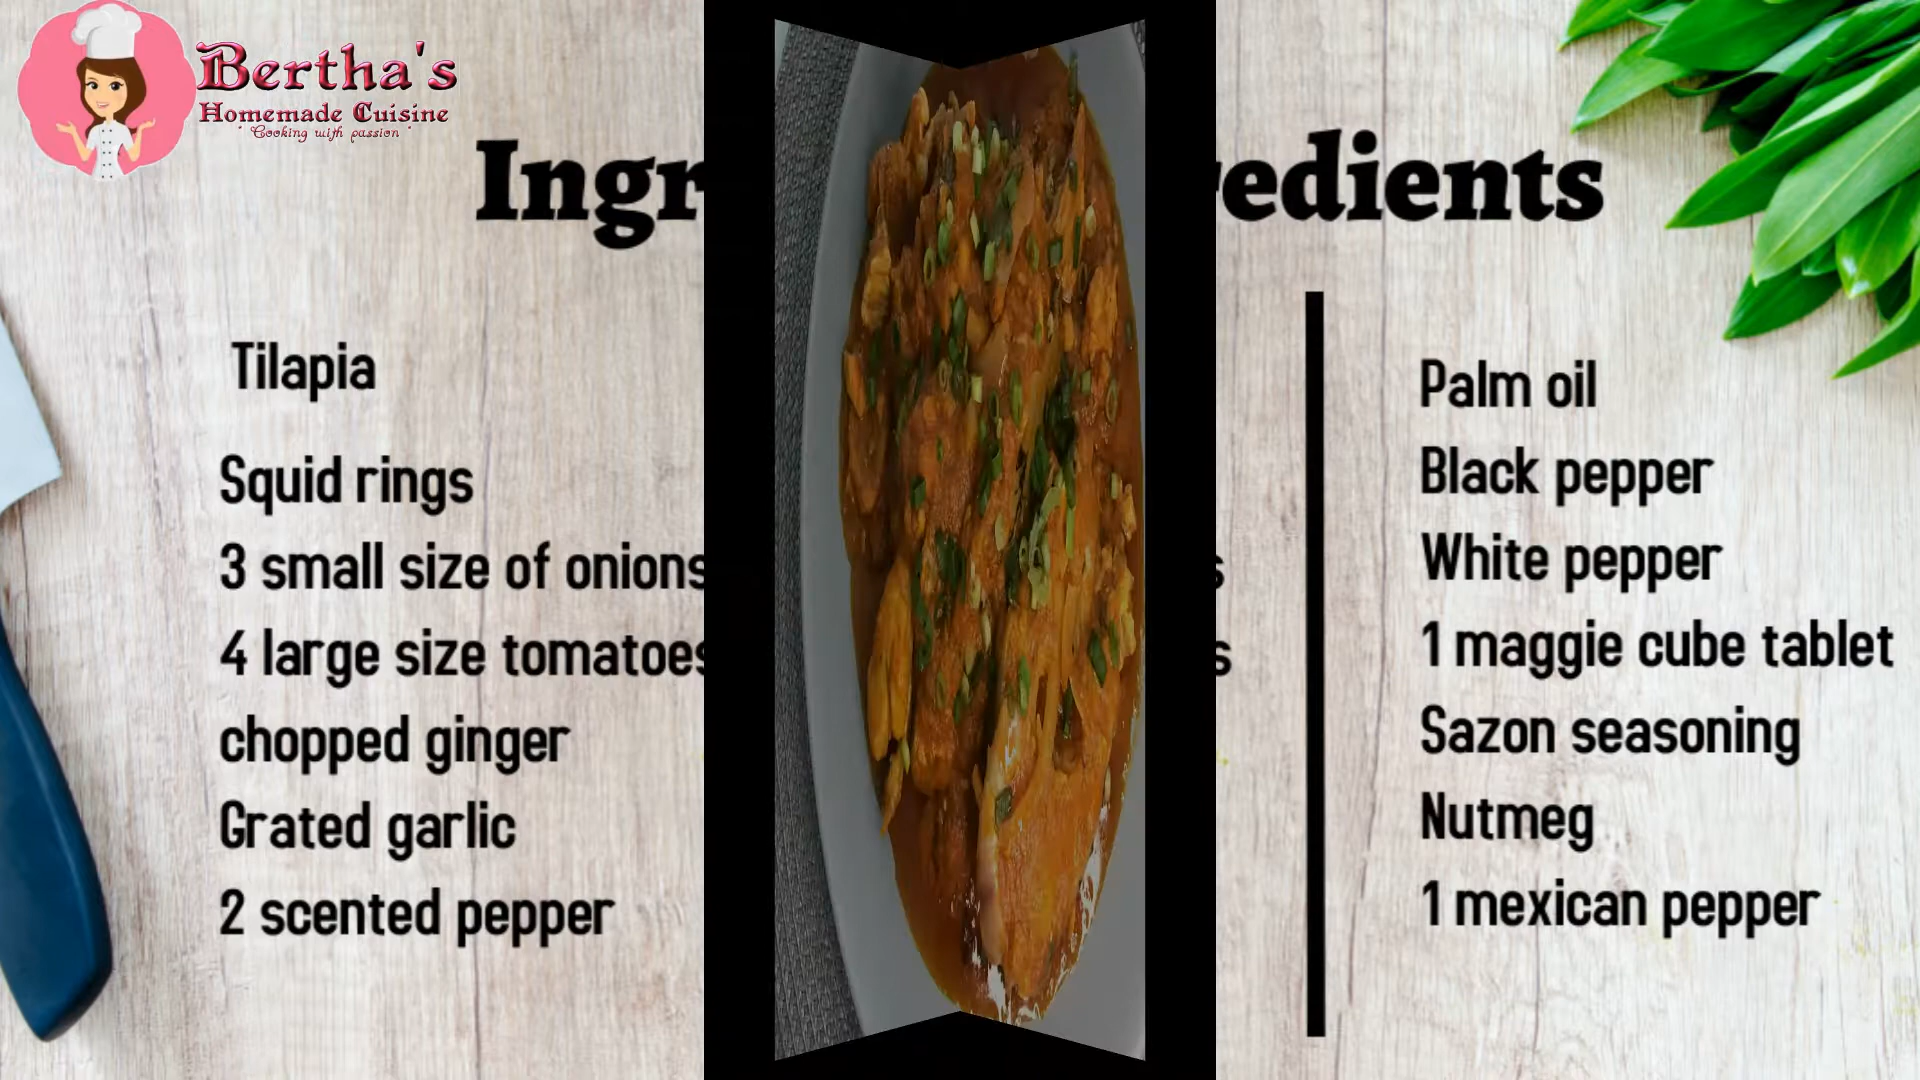 Bertha's
Homemade Cuisine
"Cooking with passion"
Ingr
redients
Tilapia
Squid rings
3 small size of onions
4 large size tomatoes
chopped ginger
Grated garlic
2 scented pepper
s
s
Palm oil
Black pepper
White pepper
1 maggie cube tablet
Sazon seasoning
Nutmeg
1 mexican pepper